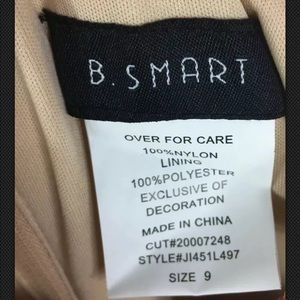 B.SMART
OVER FOR CARE
100%NYLON
LINING
100%POLYESTER
EXCLUSIVE OF
DECORATION
MADE IN CHINA
CUT#20007248
STYLE#JI451L497
SIZE 9